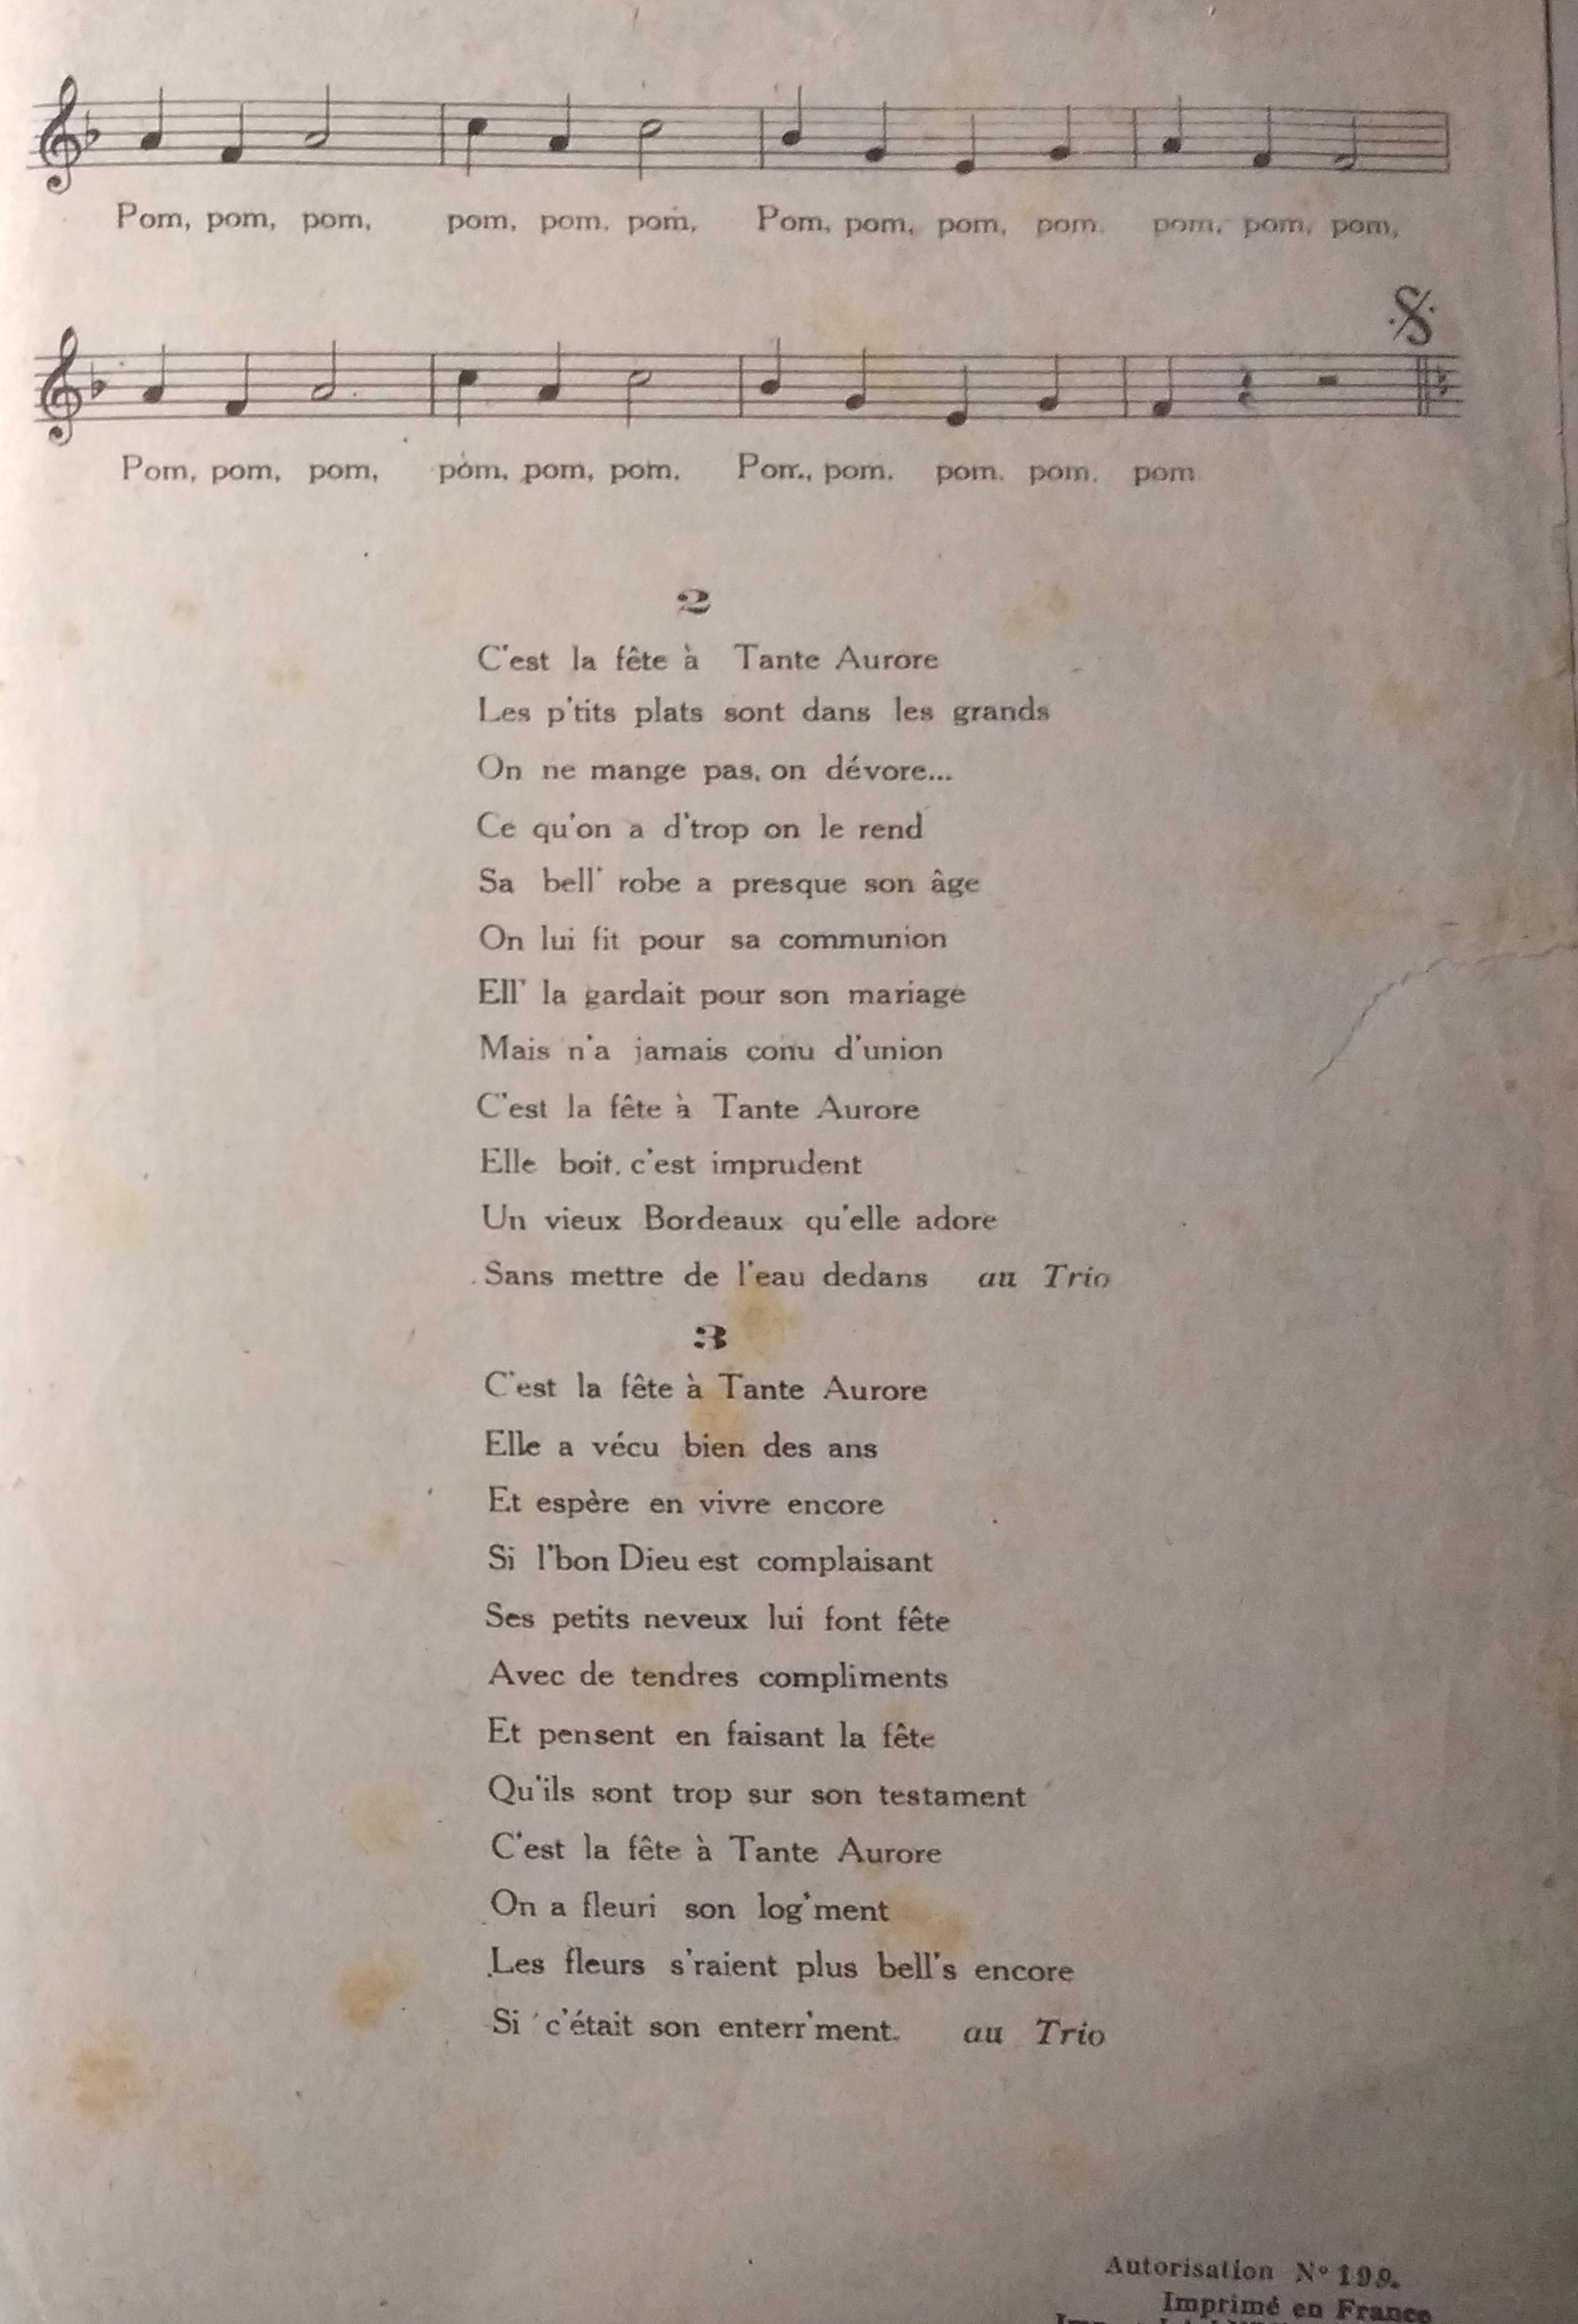 Pom, pom, pom, pom, pom. pom, Pom, pom, pom, pom. pom, pom, pom,
Pom, pom, pom, pom, pom, pom. Pom., pom. pom. pom. pom
2
C'est la fête à Tante Aurore
Les p'tits plats sont dans les grands
On ne mange pas, on dévore...
Ce qu'on a d'trop on le rend
Sa bell' robe a presque son âge
On lui fit pour sa communion
Ell' la gardait pour son mariage
Mais n'a jamais conu d'union
C'est la fête à Tante Aurore
Elle boit, c'est imprudent
Un vieux Bordeaux qu'elle adore
Sans mettre de l'eau dedans au Trio
3
C'est la fête à Tante Aurore
Elle a vécu bien des ans
Et espère en vivre encore
Si l'bon Dieu est complaisant
Ses petits neveux lui font fête
Avec de tendres compliments
Et pensent en faisant la fête
Qu'ils sont trop sur son testament
C'est la fête à Tante Aurore
On a fleuri son log'ment
Les fleurs s'raient plus bell's encore
Si c'était son enterr'ment. au Trio
Autorisation N° 199.
Imprimé en France